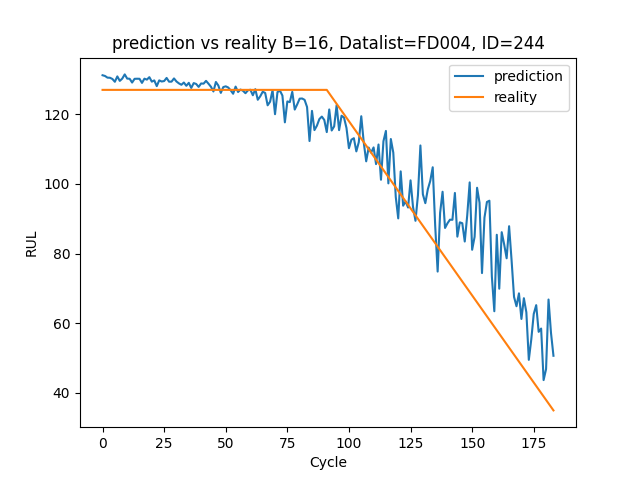 prediction vs reality B=16, Datalist=FD004, ID=244
prediction
reality
120
100
80
60
40
RUL
0
25
50
75
100
125
150
175
Cycle